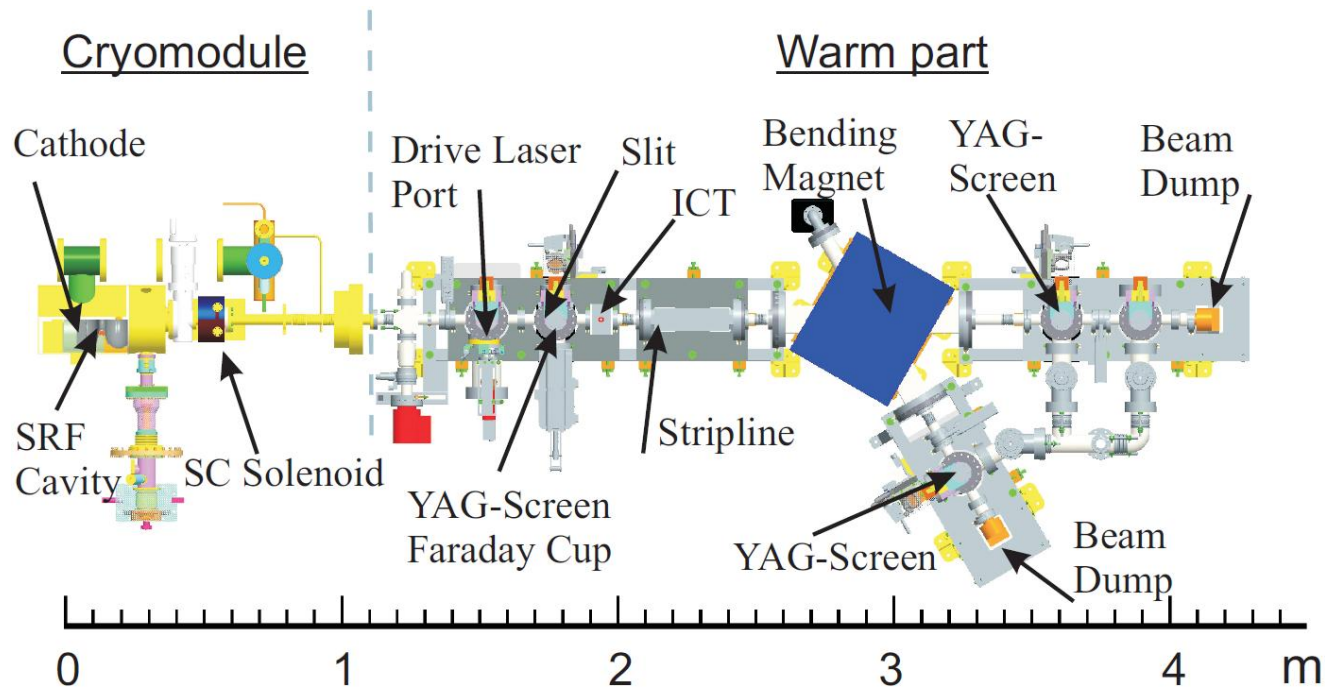 Cryomodule
Warm part
Cathode
Drive Laser
Port
Slit
ICT
Bending
Magnet
YAG-
Screen
Beam
Dump
SRF
Cavity
SC Solenoid
YAG-Screen
Faraday Cup
Stripline
YAG-Screen
Beam
Dump
0 1 2 3 4 m